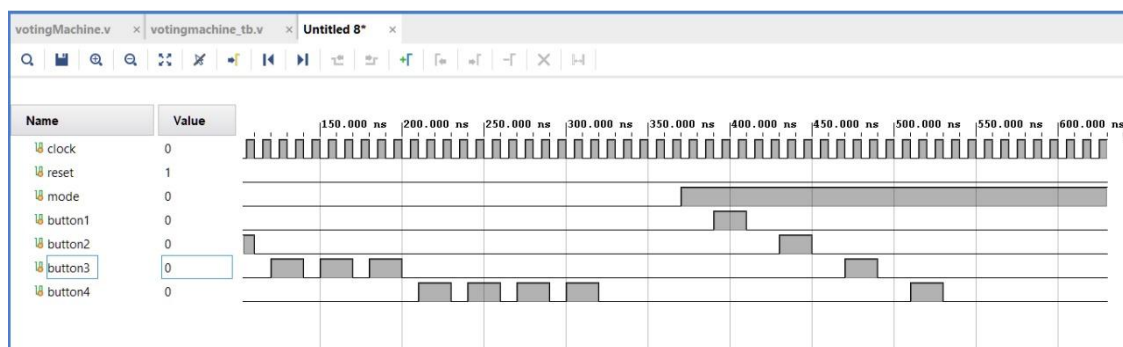 votingMachine.v × votingmachine_tb.v × Untitled 8* ×
Name Value
150.000 ns 200.000 ns 250.000 ns 300.000 ns 350.000 ns 400.000 ns 450.000 ns 500.000 ns 550.000 ns 600.000 ns
clock 0
reset 1
mode 0
button1 0
button2 0
button3 0
button4 0